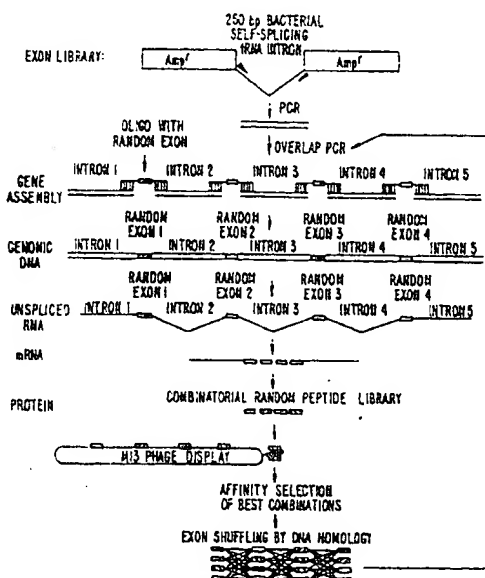 250 bp BACTERIAL
SELF-SPLICING
tRNA INTRON
EXON LIBRARY:
Ampʳ Ampʳ
PCR
OLIGO WITH
RANDOM EXON
OVERLAP PCR
INTRON 1 INTRON 2 INTRON 3 INTRON 4 INTRON 5
GENE
ASSEMBLY
RANDOM EXON 1 RANDOM EXON 2 RANDOM EXON 3 RANDOM EXON 4
GENOMIC
DNA
INTRON 1 INTRON 2 INTRON 3 INTRON 4 INTRON 5
RANDOM EXON 1 RANDOM EXON 2 RANDOM EXON 3 RANDOM EXON 4
UNSPLICED
RNA
INTRON 1 INTRON 2 INTRON 3 INTRON 4 INTRON 5
mRNA
PROTEIN
COMBINATORIAL RANDOM PEPTIDE LIBRARY
M13 PHAGE DISPLAY
AFFINITY SELECTION
OF BEST COMBINATIONS
EXON SHUFFLING BY DNA HOMOLOGY